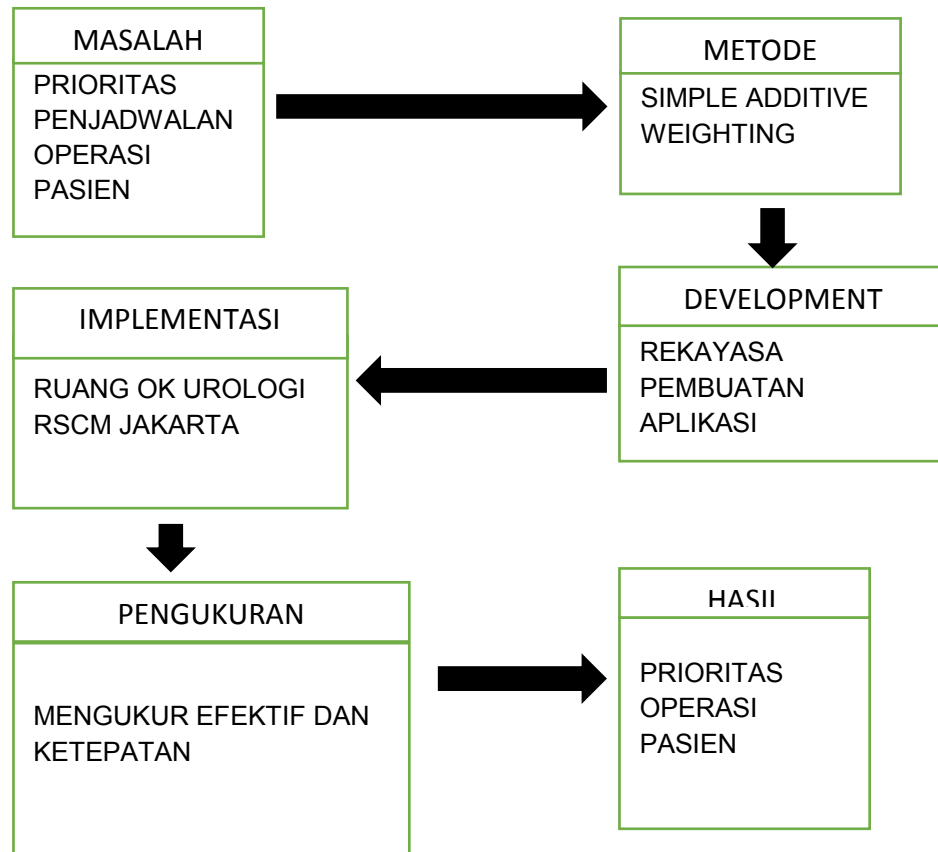 MASALAH
PRIORITAS
PENJADWALAN
OPERASI
PASIEN
METODE
SIMPLE ADDITIVE
WEIGHTING
DEVELOPMENT
REKAYASA
PEMBUATAN
APLIKASI
IMPLEMENTASI
RUANG OK UROLOGI
RSCM JAKARTA
PENGUKURAN
MENGUKUR EFEKTIF DAN
KETEPATAN
HASIL
PRIORITAS
OPERASI
PASIEN